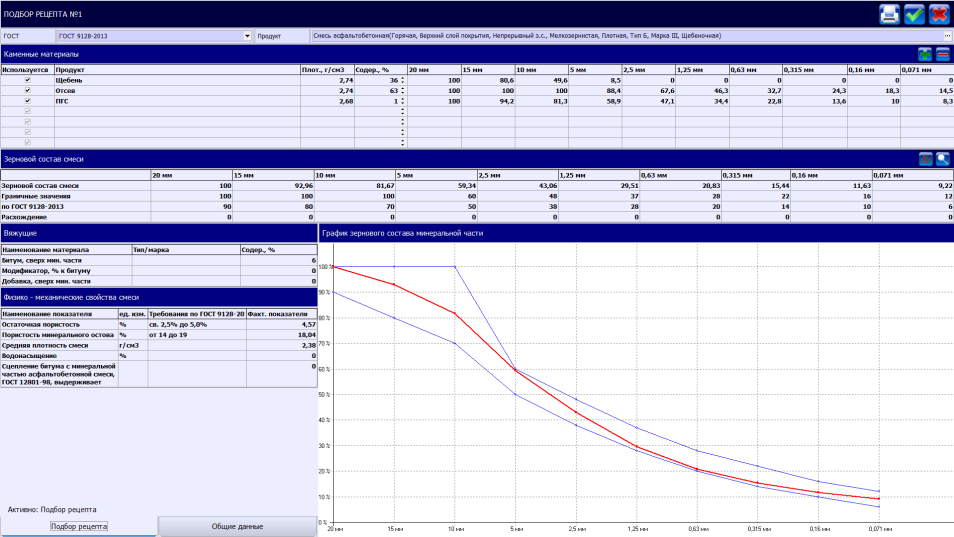 ПОДБОР РЕЦЕПТА №1
ГОСТ ГОСТ 9128-2013 Продукт Смесь асфальтобетонная(Горячая, Верхний слой покрытия, Непрерывный з.с., Мелкозернистая, Плотная, Тип Б, Марка III, Щебеночная) ...
Каменные материалы
Используется Продукт Плот., г/см3 Содер., % 20 мм 15 мм 10 мм 5 мм 2,5 мм 1,25 мм 0,63 мм 0,315 мм 0,16 мм 0,071 мм
Щебень 2,74 36 100 80,6 49,6 8,5 0 0 0 0 0 0
Отсев 2,74 63 100 100 100 88,4 67,6 46,3 32,7 24,3 18,3 14,5
ПГС 2,68 1 100 94,2 81,3 58,9 47,1 34,4 22,8 13,6 10 8,3
Зерновой состав смеси
20 мм 15 мм 10 мм 5 мм 2,5 мм 1,25 мм 0,63 мм 0,315 мм 0,16 мм 0,071 мм
Зерновой состав смеси 100 92,96 81,67 59,34 43,06 29,51 20,83 15,44 11,63 9,22
Граничные значения 100 100 100 60 48 37 28 22 16 12
по ГОСТ 9128-2013 90 80 70 50 38 28 20 14 10 6
Расхождение 0 0 0 0 0 0 0 0 0 0
Вяжущие
Наименование материала Тип/марка Содер., %
Битум, сверх мин. части 6
Модификатор, % к битуму 0
Добавка, сверх мин. части 0
Физико - механические свойства смеси
Наименование показателя ед. изм. Требования по ГОСТ 9128-20 Факт. показатели
Остаточная пористость % св. 2,5% до 5,0% 4,57
Пористость минерального остова % от 14 до 19 18,04
Средняя плотность смеси г/см3 2,38
Водонасыщение % 0
Сцепление битума с минеральной 0
частью асфальтобетонной смеси,
ГОСТ 12801-98, выдерживает
График зернового состава минеральной части
100 %
90 %
80 %
70 %
60 %
50 %
40 %
30 %
20 %
10 %
0 %
20 мм 15 мм 10 мм 5 мм 2,5 мм 1,25 мм 0,63 мм 0,315 мм 0,16 мм 0,071 мм
Активно: Подбор рецепта
Подбор рецепта Общие данные